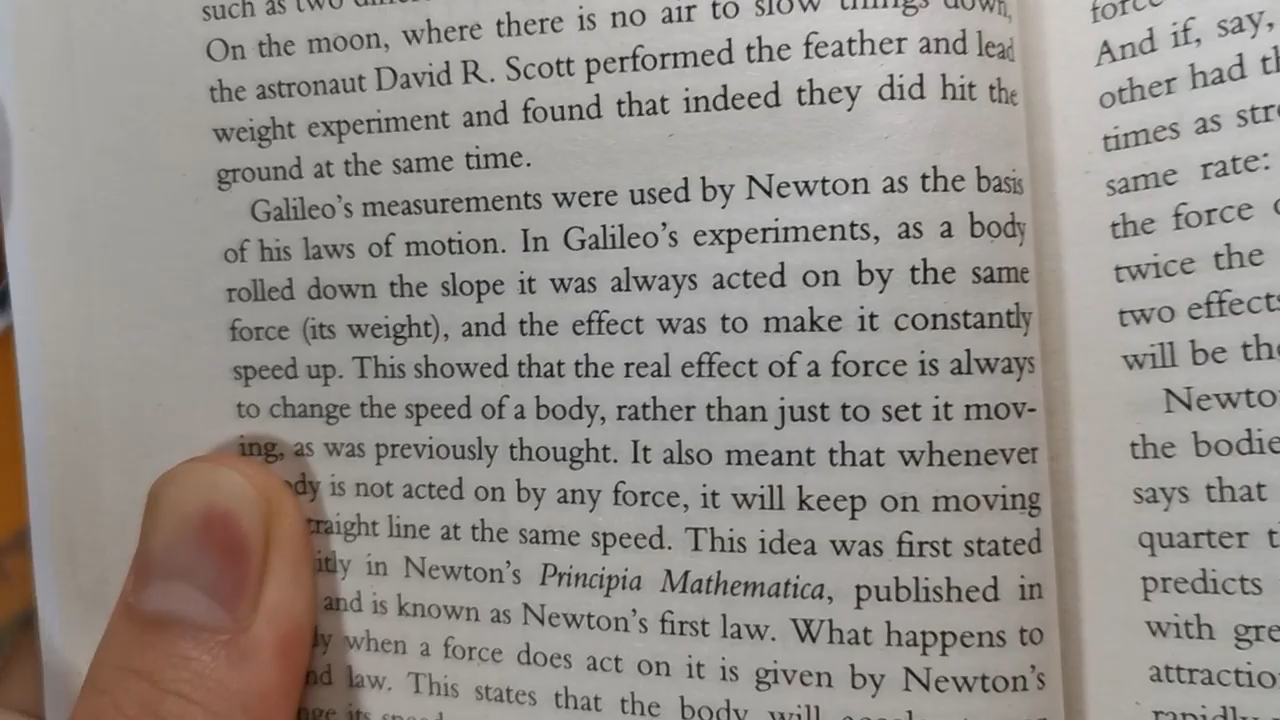 such as two
On the moon, where there is no air to slow things down,
the astronaut David R. Scott performed the feather and lead
weight experiment and found that indeed they did hit the
ground at the same time.
Galileo's measurements were used by Newton as the basis
of his laws of motion. In Galileo's experiments, as a body
rolled down the slope it was always acted on by the same
force (its weight), and the effect was to make it constantly
speed up. This showed that the real effect of a force is always
to change the speed of a body, rather than just to set it mov-
ing, as was previously thought. It also meant that whenever
is not acted on by any force, it will keep on moving
line at the same speed. This idea was first stated
in Newton's Principia Mathematica, published in
and is known as Newton's first law. What happens to
when a force does act on it is given by Newton's
law. This states that the body will
its
force
And if, say,
other had
times as
same rate:
the force
twice the
two effects
will be
the
says that
quarter
predicts
with